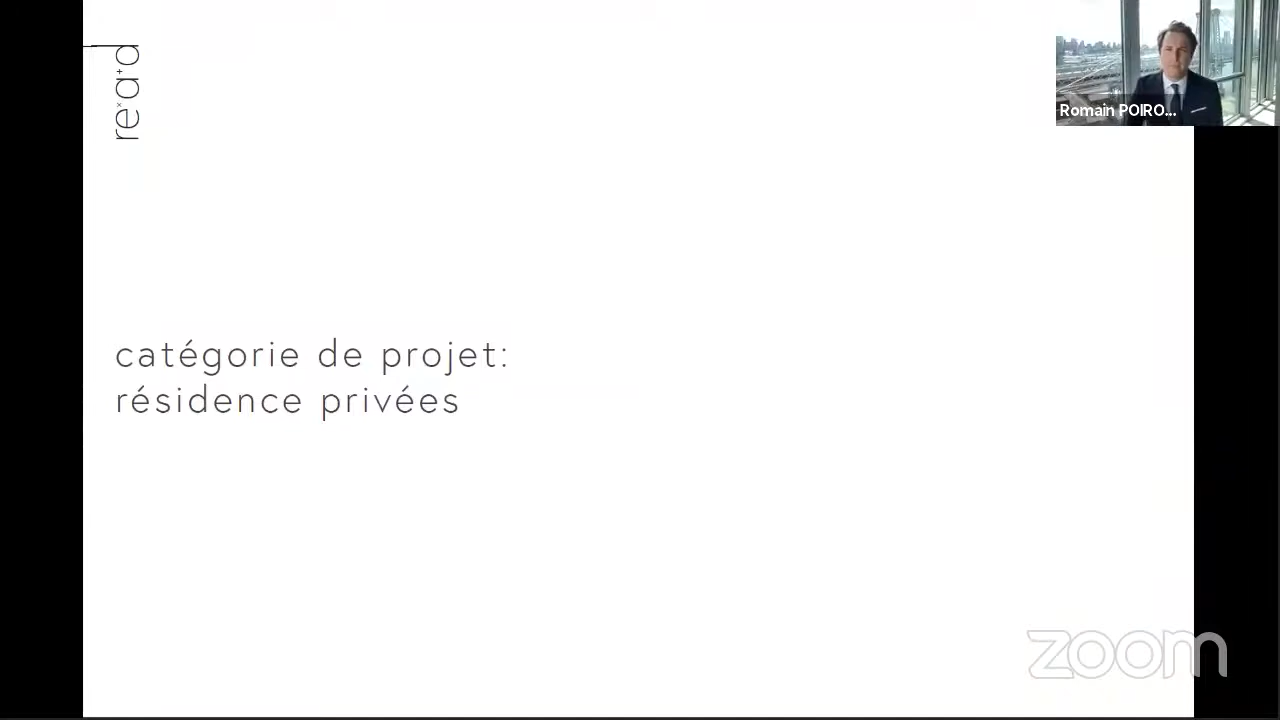 re×a+d
Romain POIRO...
catégorie de projet:
résidence privées
zoom